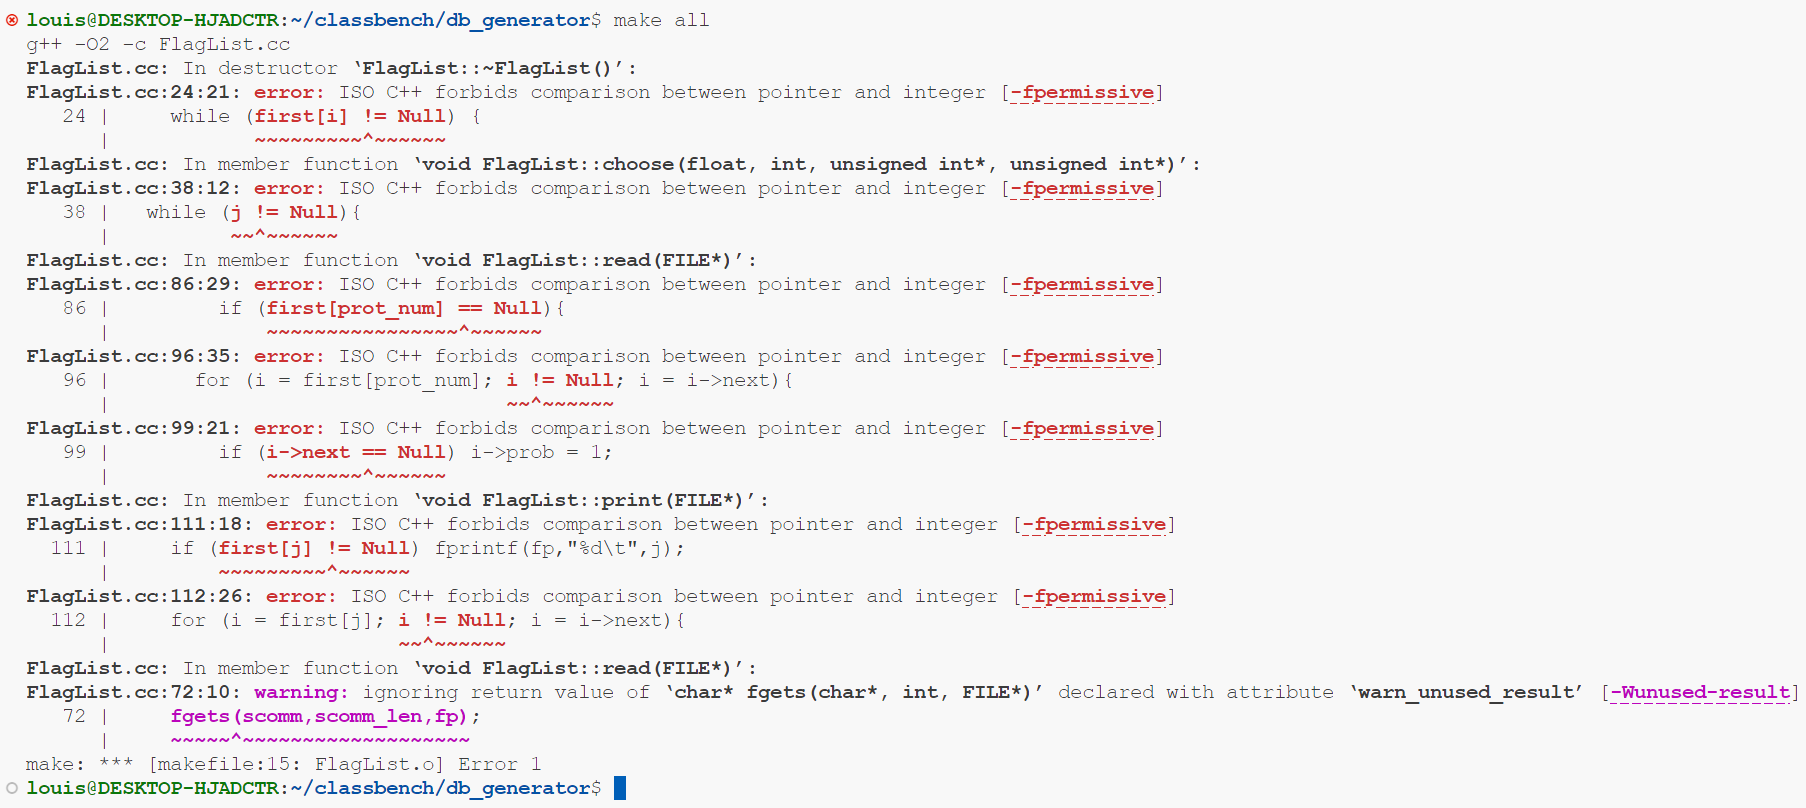 louis@DESKTOP-HJADCTR:~/classbench/db_generator$ make all
g++ -O2 -c FlagList.cc
FlagList.cc: In destructor ‘FlagList::~FlagList()’:
FlagList.cc:24:21: error: ISO C++ forbids comparison between pointer and integer [-fpermissive]
   24 |     while (first[i] != Null) {
      |            ~~~~~~~~~^~~~~~~
FlagList.cc: In member function ‘void FlagList::choose(float, int, unsigned int*, unsigned int*)’:
FlagList.cc:38:12: error: ISO C++ forbids comparison between pointer and integer [-fpermissive]
   38 |   while (j != Null){
      |          ~~^~~~~~~
FlagList.cc: In member function ‘void FlagList::read(FILE*)’:
FlagList.cc:86:29: error: ISO C++ forbids comparison between pointer and integer [-fpermissive]
   86 |         if (first[prot_num] == Null){
      |             ~~~~~~~~~~~~~~~~^~~~~~~
FlagList.cc:96:35: error: ISO C++ forbids comparison between pointer and integer [-fpermissive]
   96 |       for (i = first[prot_num]; i != Null; i = i->next){
      |                                 ~~^~~~~~~
FlagList.cc:99:21: error: ISO C++ forbids comparison between pointer and integer [-fpermissive]
   99 |         if (i->next == Null) i->prob = 1;
      |             ~~~~~~~~^~~~~~~
FlagList.cc: In member function ‘void FlagList::print(FILE*)’:
FlagList.cc:111:18: error: ISO C++ forbids comparison between pointer and integer [-fpermissive]
  111 |     if (first[j] != Null) fprintf(fp,"%d\t",j);
      |         ~~~~~~~~~^~~~~~~
FlagList.cc:112:26: error: ISO C++ forbids comparison between pointer and integer [-fpermissive]
  112 |     for (i = first[j]; i != Null; i = i->next){
      |                        ~~^~~~~~~
FlagList.cc: In member function ‘void FlagList::read(FILE*)’:
FlagList.cc:72:10: warning: ignoring return value of ‘char* fgets(char*, int, FILE*)’ declared with attribute ‘warn_unused_result’ [-Wunused-result]
   72 |     fgets(scomm,scomm_len,fp);
      |     ~~~~~^~~~~~~~~~~~~~~~~~~~
make: *** [makefile:15: FlagList.o] Error 1
louis@DESKTOP-HJADCTR:~/classbench/db_generator$